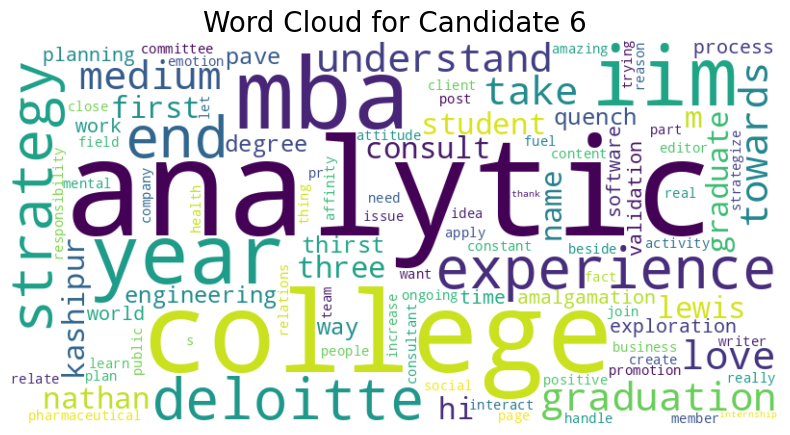 Word Cloud for Candidate 6
planning committee pave understand amazing trying process
emotion medium mba client take iim reason
strategy close first let end post student quench m towards
work degree attitude consult fuel part editor
field analytic content software validation graduate strategize
responsibility mental company health pr thing affinity need issue idea thank name real
year thirst apply constant beside activity
kashipur three want experience fact
engineering relations team way ongoing time amalgamation join lewis
world college exploration
public s people increase consultant business love writer
relate learn plan create promotion
nathan deloitte social positive really
pharmaceutical hi interact page handle graduation member internship